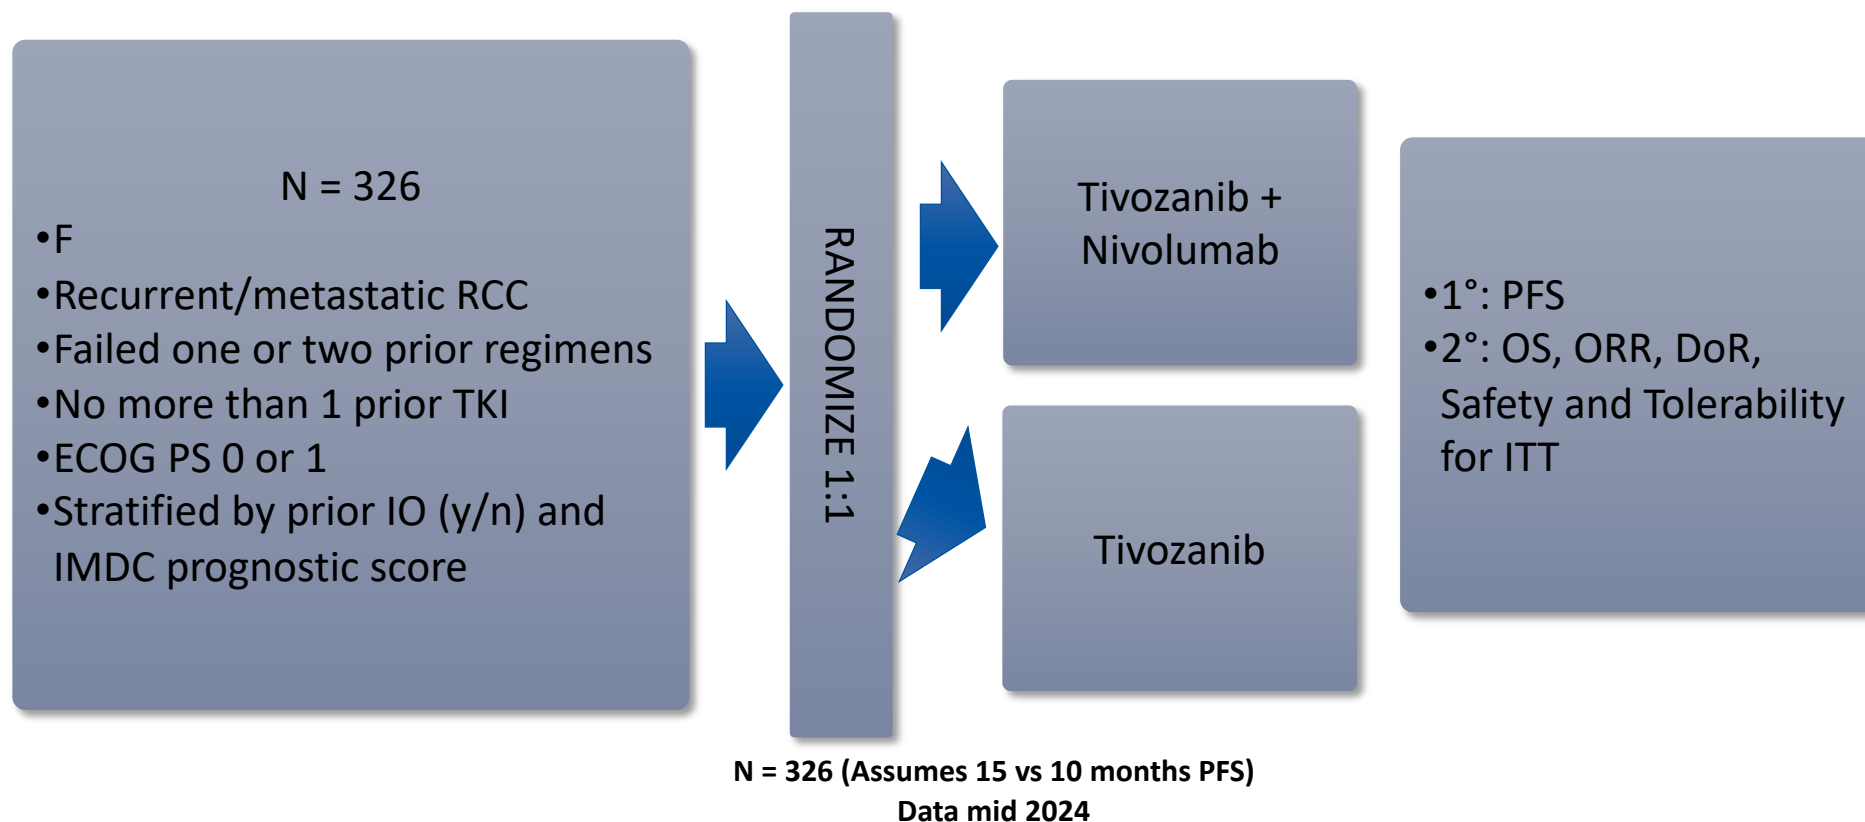 N = 326
•F
•Recurrent/metastatic RCC
•Failed one or two prior regimens
•No more than 1 prior TKI
•ECOG PS 0 or 1
•Stratified by prior IO (y/n) and
IMDC prognostic score
RANDOMIZE 1:1
Tivozanib +
Nivolumab
Tivozanib
•1°: PFS
•2°: OS, ORR, DoR,
Safety and Tolerability
for ITT
N = 326 (Assumes 15 vs 10 months PFS)
Data mid 2024